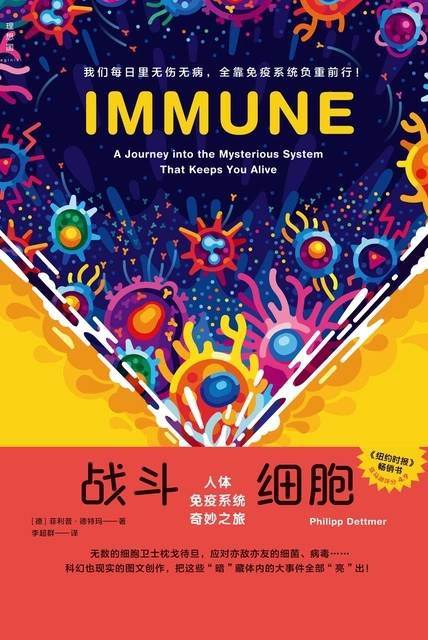 理想国
我们每日里无伤无病，全靠免疫系统负重前行！
IMMUNE
A Journey into the Mysterious System
That Keeps You Alive
《纽约时报》
畅销书
战斗细胞
人体
免疫系统
奇妙之旅
[德] 菲利普·德特玛——著
李超群——译
Philipp Dettmer
无数的细胞卫士枕戈待旦，应对亦敌亦友的细菌、病毒……
科幻也现实的图文创作，把这些“暗”藏体内的大事件全部“亮”出！